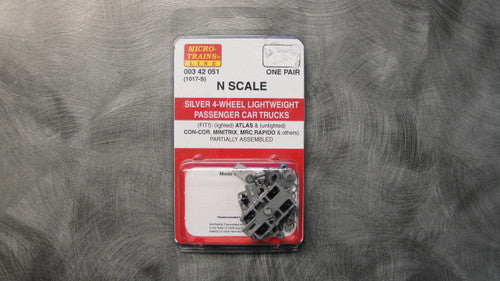 MICRO-
TRAINS®
LINE
003 42 051
(1017-S)
ONE PAIR
N SCALE
SILVER 4-WHEEL LIGHTWEIGHT
PASSENGER CAR TRUCKS
(FITS: (lighted) ATLAS & (unlighted)
CON-COR, MINITRIX, MRC, RAPIDO & others)
PARTIALLY ASSEMBLED
Made